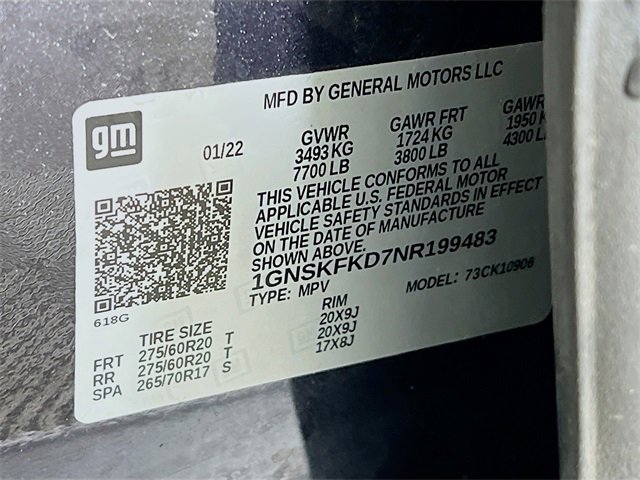 MFD BY GENERAL MOTORS LLC
gm
01/22
GVWR GAWR FRT GAWR
3493 KG 1724 KG 1950 K
7700 LB 3800 LB 4300 L
THIS VEHICLE CONFORMS TO ALL
APPLICABLE U.S. FEDERAL MOTOR
VEHICLE SAFETY STANDARDS IN EFFECT
ON THE DATE OF MANUFACTURE
SHOWN ABOVE.
1GNSKFKD7NR199483
TYPE: MPV MODEL: 73CK10906
618G
TIRE SIZE RIM
FRT 275/60R20 T 20X9J
RR 275/60R20 T 20X9J
SPA 265/70R17 S 17X8J